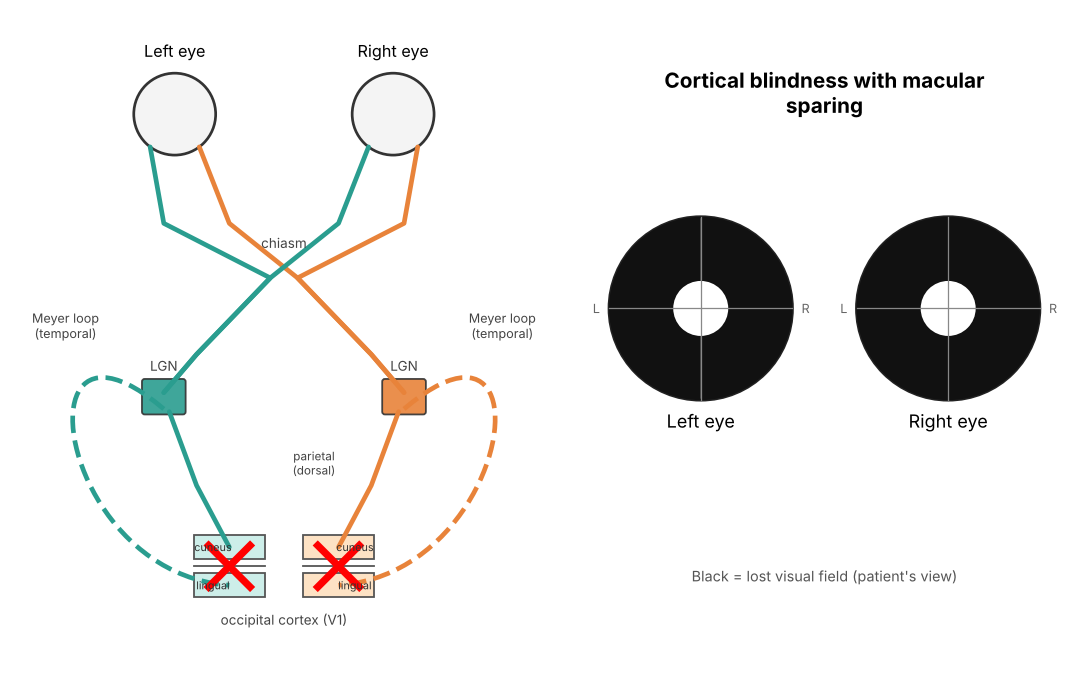 Left eye
Right eye
Cortical blindness with macular
sparing
chiasm
Meyer loop
(temporal)
Meyer loop
(temporal)
LGN
LGN
L
R
L
R
Left eye
Right eye
parietal
(dorsal)
cuneus
cuneus
lingual
lingual
occipital cortex (V1)
Black = lost visual field (patient's view)